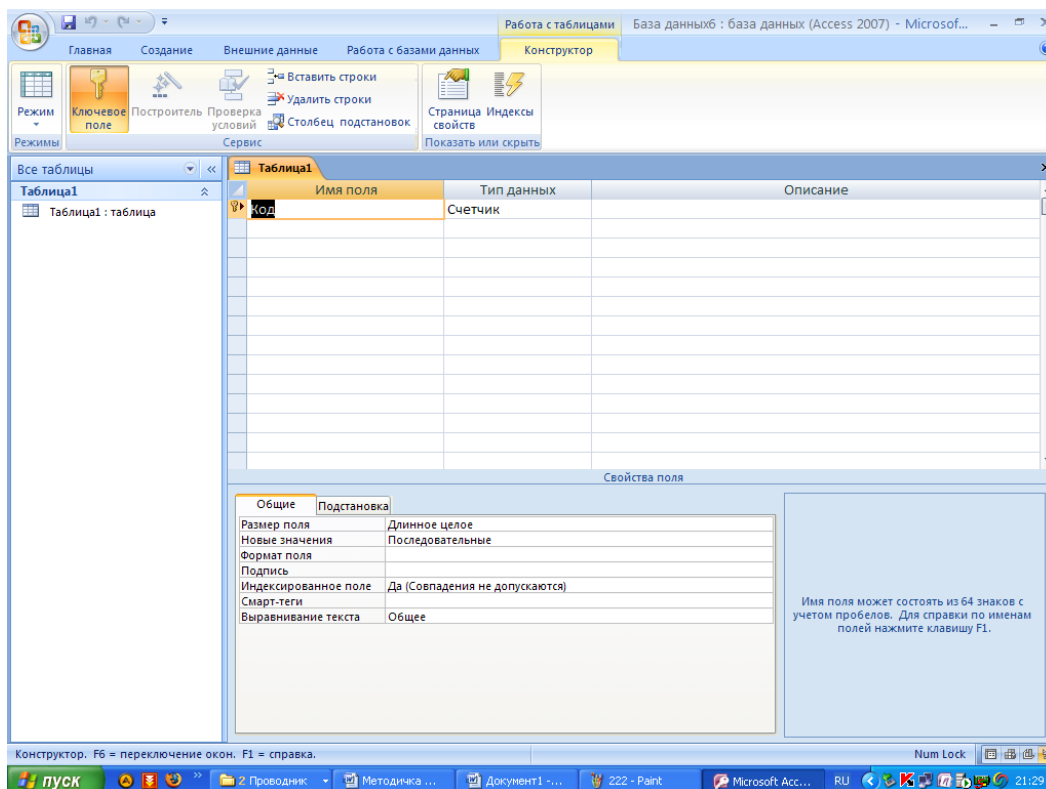 Работа с таблицами База данных6 : база данных (Access 2007) - Microsof...
Главная Создание Внешние данные Работа с базами данных Конструктор
Режим
Ключевое поле
Построитель
Проверка условий
Вставить строки
Удалить строки
Столбец подстановок
Страница свойств
Индексы
Режимы Сервис Показать или скрыть
Все таблицы
Таблица1
Таблица1 : таблица
Таблица1
Имя поля Тип данных Описание
Код Счетчик
Свойства поля
Общие Подстановка
Размер поля Длинное целое
Новые значения Последовательные
Формат поля
Подпись
Индексированное поле Да (Совпадения не допускаются)
Смарт-теги
Выравнивание текста Общее
Имя поля может состоять из 64 знаков с
учетом пробелов. Для справки по именам
полей нажмите клавишу F1.
Конструктор. F6 = переключение окон. F1 = справка. Num Lock
пуск 2 Проводник Методичка ... Документ1 -... 222 - Paint Microsoft Acc... RU 21:29